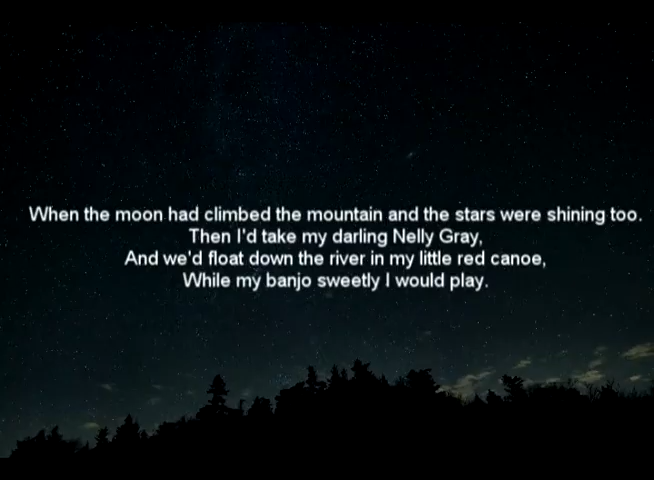 When the moon had climbed the mountain and the stars were shining too.
Then I'd take my darling Nelly Gray,
And we'd float down the river in my little red canoe,
While my banjo sweetly I would play.